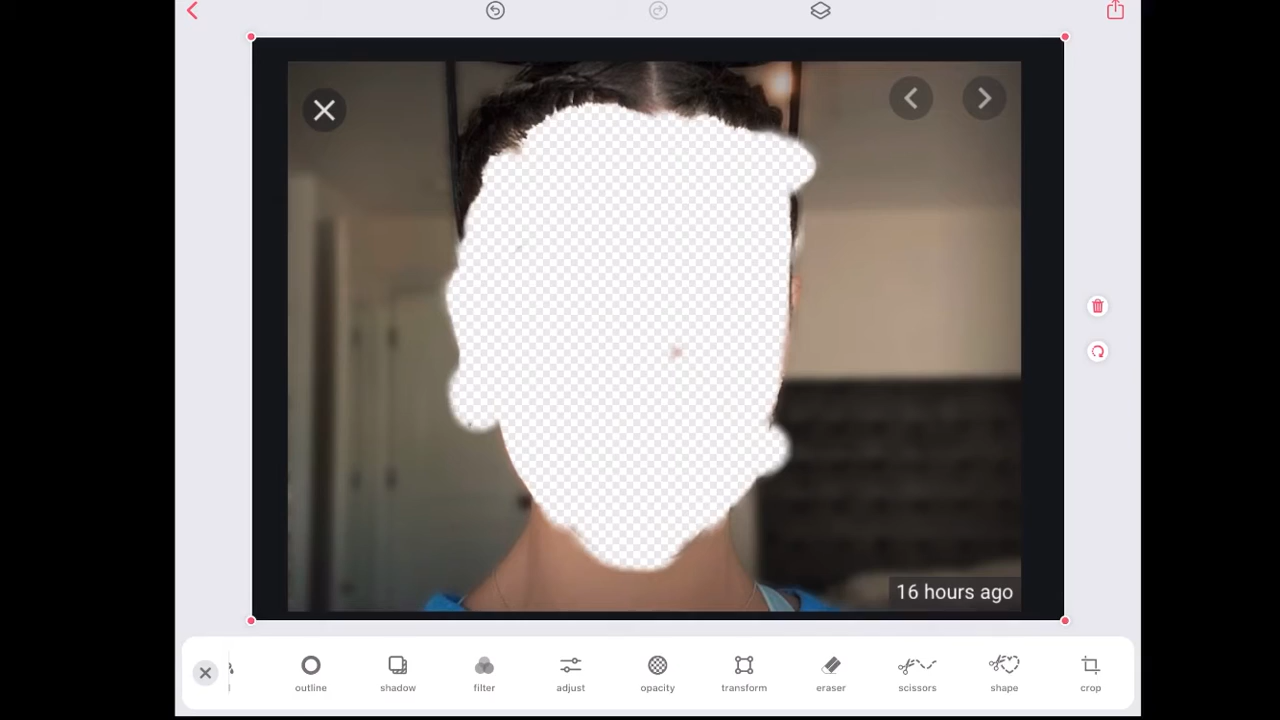 16 hours ago
outline
shadow
filter
adjust
opacity
transform
eraser
scissors
shape
crop